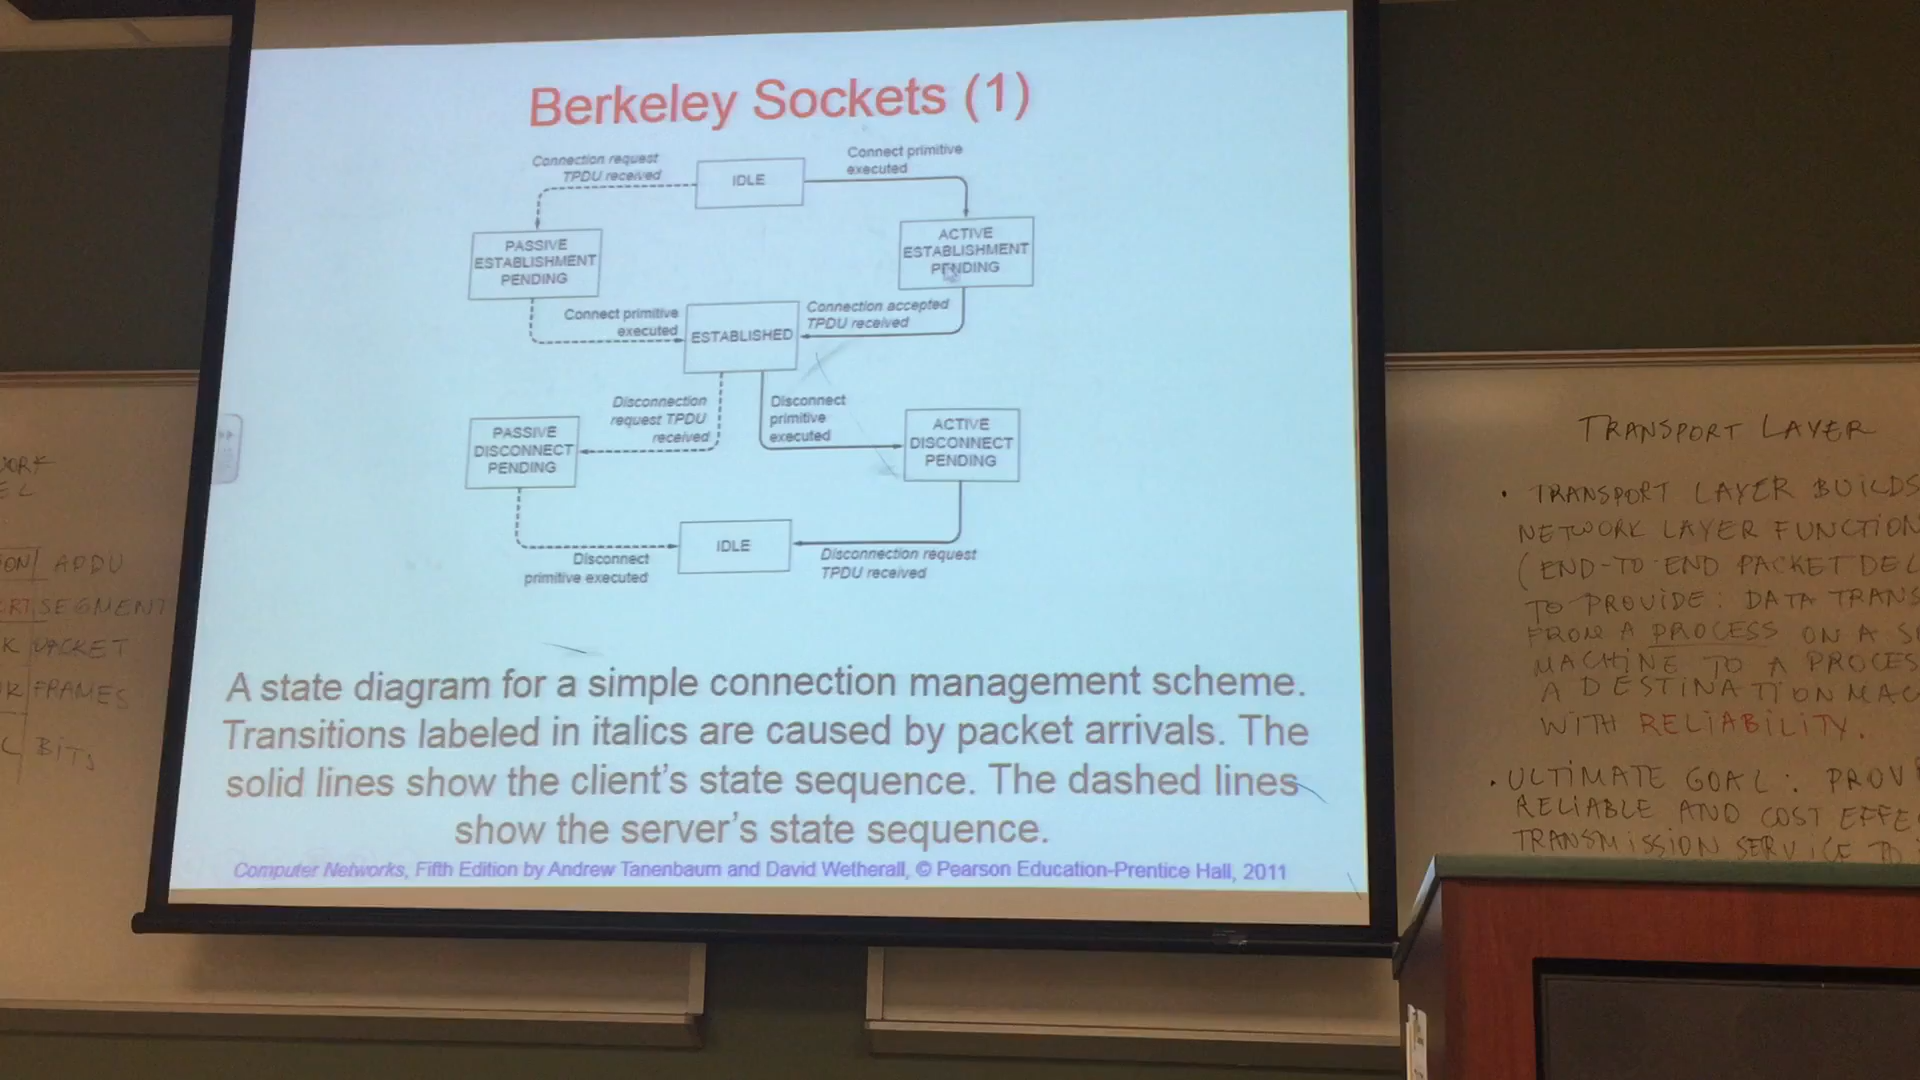 Berkeley Sockets (1)
Connection request
TPDU received
IDLE
Connect primitive
executed
PASSIVE
ESTABLISHMENT
PENDING
ACTIVE
ESTABLISHMENT
PENDING
Connect primitive
executed
ESTABLISHED
Connection accepted
TPDU received
Disconnection
request TPDU
received
Disconnect
primitive
executed
PASSIVE
DISCONNECT
PENDING
ACTIVE
DISCONNECT
PENDING
Disconnect
primitive executed
IDLE
Disconnection request
TPDU received
A state diagram for a simple connection management scheme.
Transitions labeled in italics are caused by packet arrivals. The
solid lines show the client's state sequence. The dashed lines
show the server's state sequence.
Computer Networks, Fifth Edition by Andrew Tanenbaum and David Wetherall, © Pearson Education-Prentice Hall, 2011
SEGMENT
FRAMES
BITS
TRANSPORT LAYER
• TRANSPORT LAYER BUILDS
NETWORK LAYER FUNCTION
(END-TO-END PACKET DEL
TO PROVIDE: DATA TRANS
FROM A PROCESS ON A S
MACHINE TO A PROCES
A DESTINATION MAC
WITH RELIABILITY.
• ULTIMATE GOAL: PROV
RELIABLE AND COST EFFE
TRANSMISSION SERVICE TO